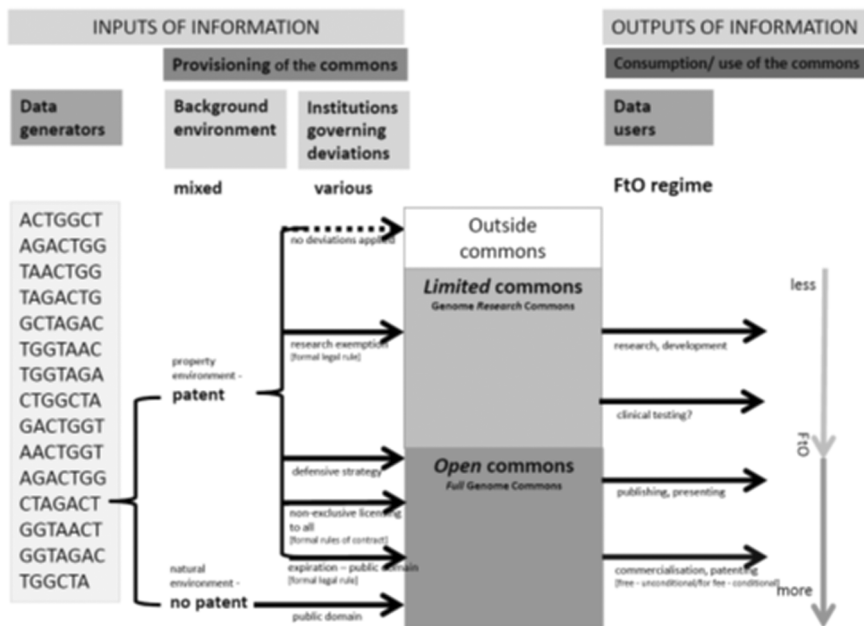 INPUTS OF INFORMATION
OUTPUTS OF INFORMATION
Provisioning of the commons
Consumption/ use of the commons
Data
generators
Background
environment
Institutions
governing
deviations
Data
users
mixed
various
FtO regime
ACTGGCT
AGACTGG
TAACTGG
TAGACTG
GCTAGAC
TGGTAAC
TGGTAGA
CTGGCTA
GACTGGT
AACTGGT
AGACTGG
CTAGACT
GGTAACT
GGTAGAC
TGGCTA
property
environment -
patent
natural
environment -
no patent
no deviations applied
research exemption
[formal legal rule]
defensive strategy
non-exclusive licensing
to all
[formal rules of contract]
expiration – public domain
[formal legal rule]
public domain
Outside
commons
Limited commons
Genome Research Commons
Open commons
Full Genome Commons
research, development
clinical testing?
publishing, presenting
commercialisation, patenting
[free - unconditional/for fee - conditional]
less
FtO
more